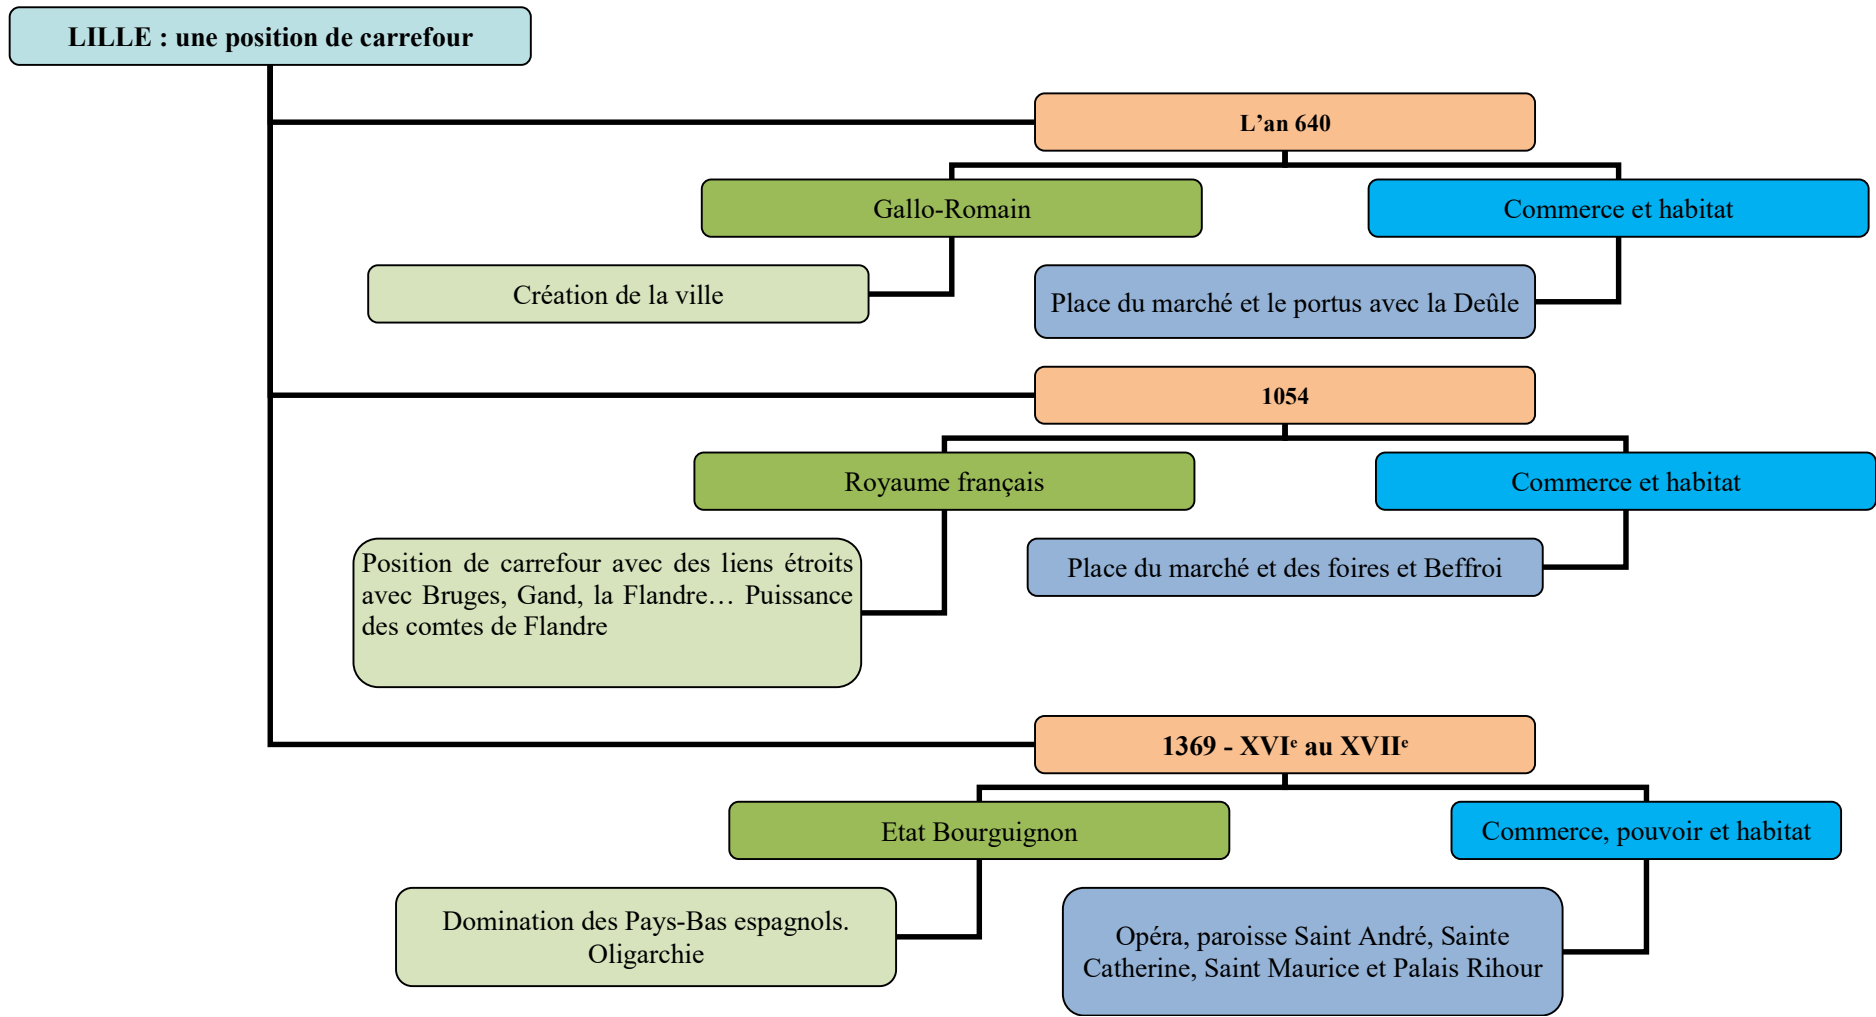 LILLE : une position de carrefour
L’an 640
Gallo-Romain
Commerce et habitat
Création de la ville
Place du marché et le portus avec la Deûle
1054
Royaume français
Commerce et habitat
Position de carrefour avec des liens étroits
avec Bruges, Gand, la Flandre… Puissance
des comtes de Flandre
Place du marché et des foires et Beffroi
1369 - XVIᵉ au XVIIᵉ
Etat Bourguignon
Commerce, pouvoir et habitat
Domination des Pays-Bas espagnols.
Oligarchie
Opéra, paroisse Saint André, Sainte
Catherine, Saint Maurice et Palais Rihour